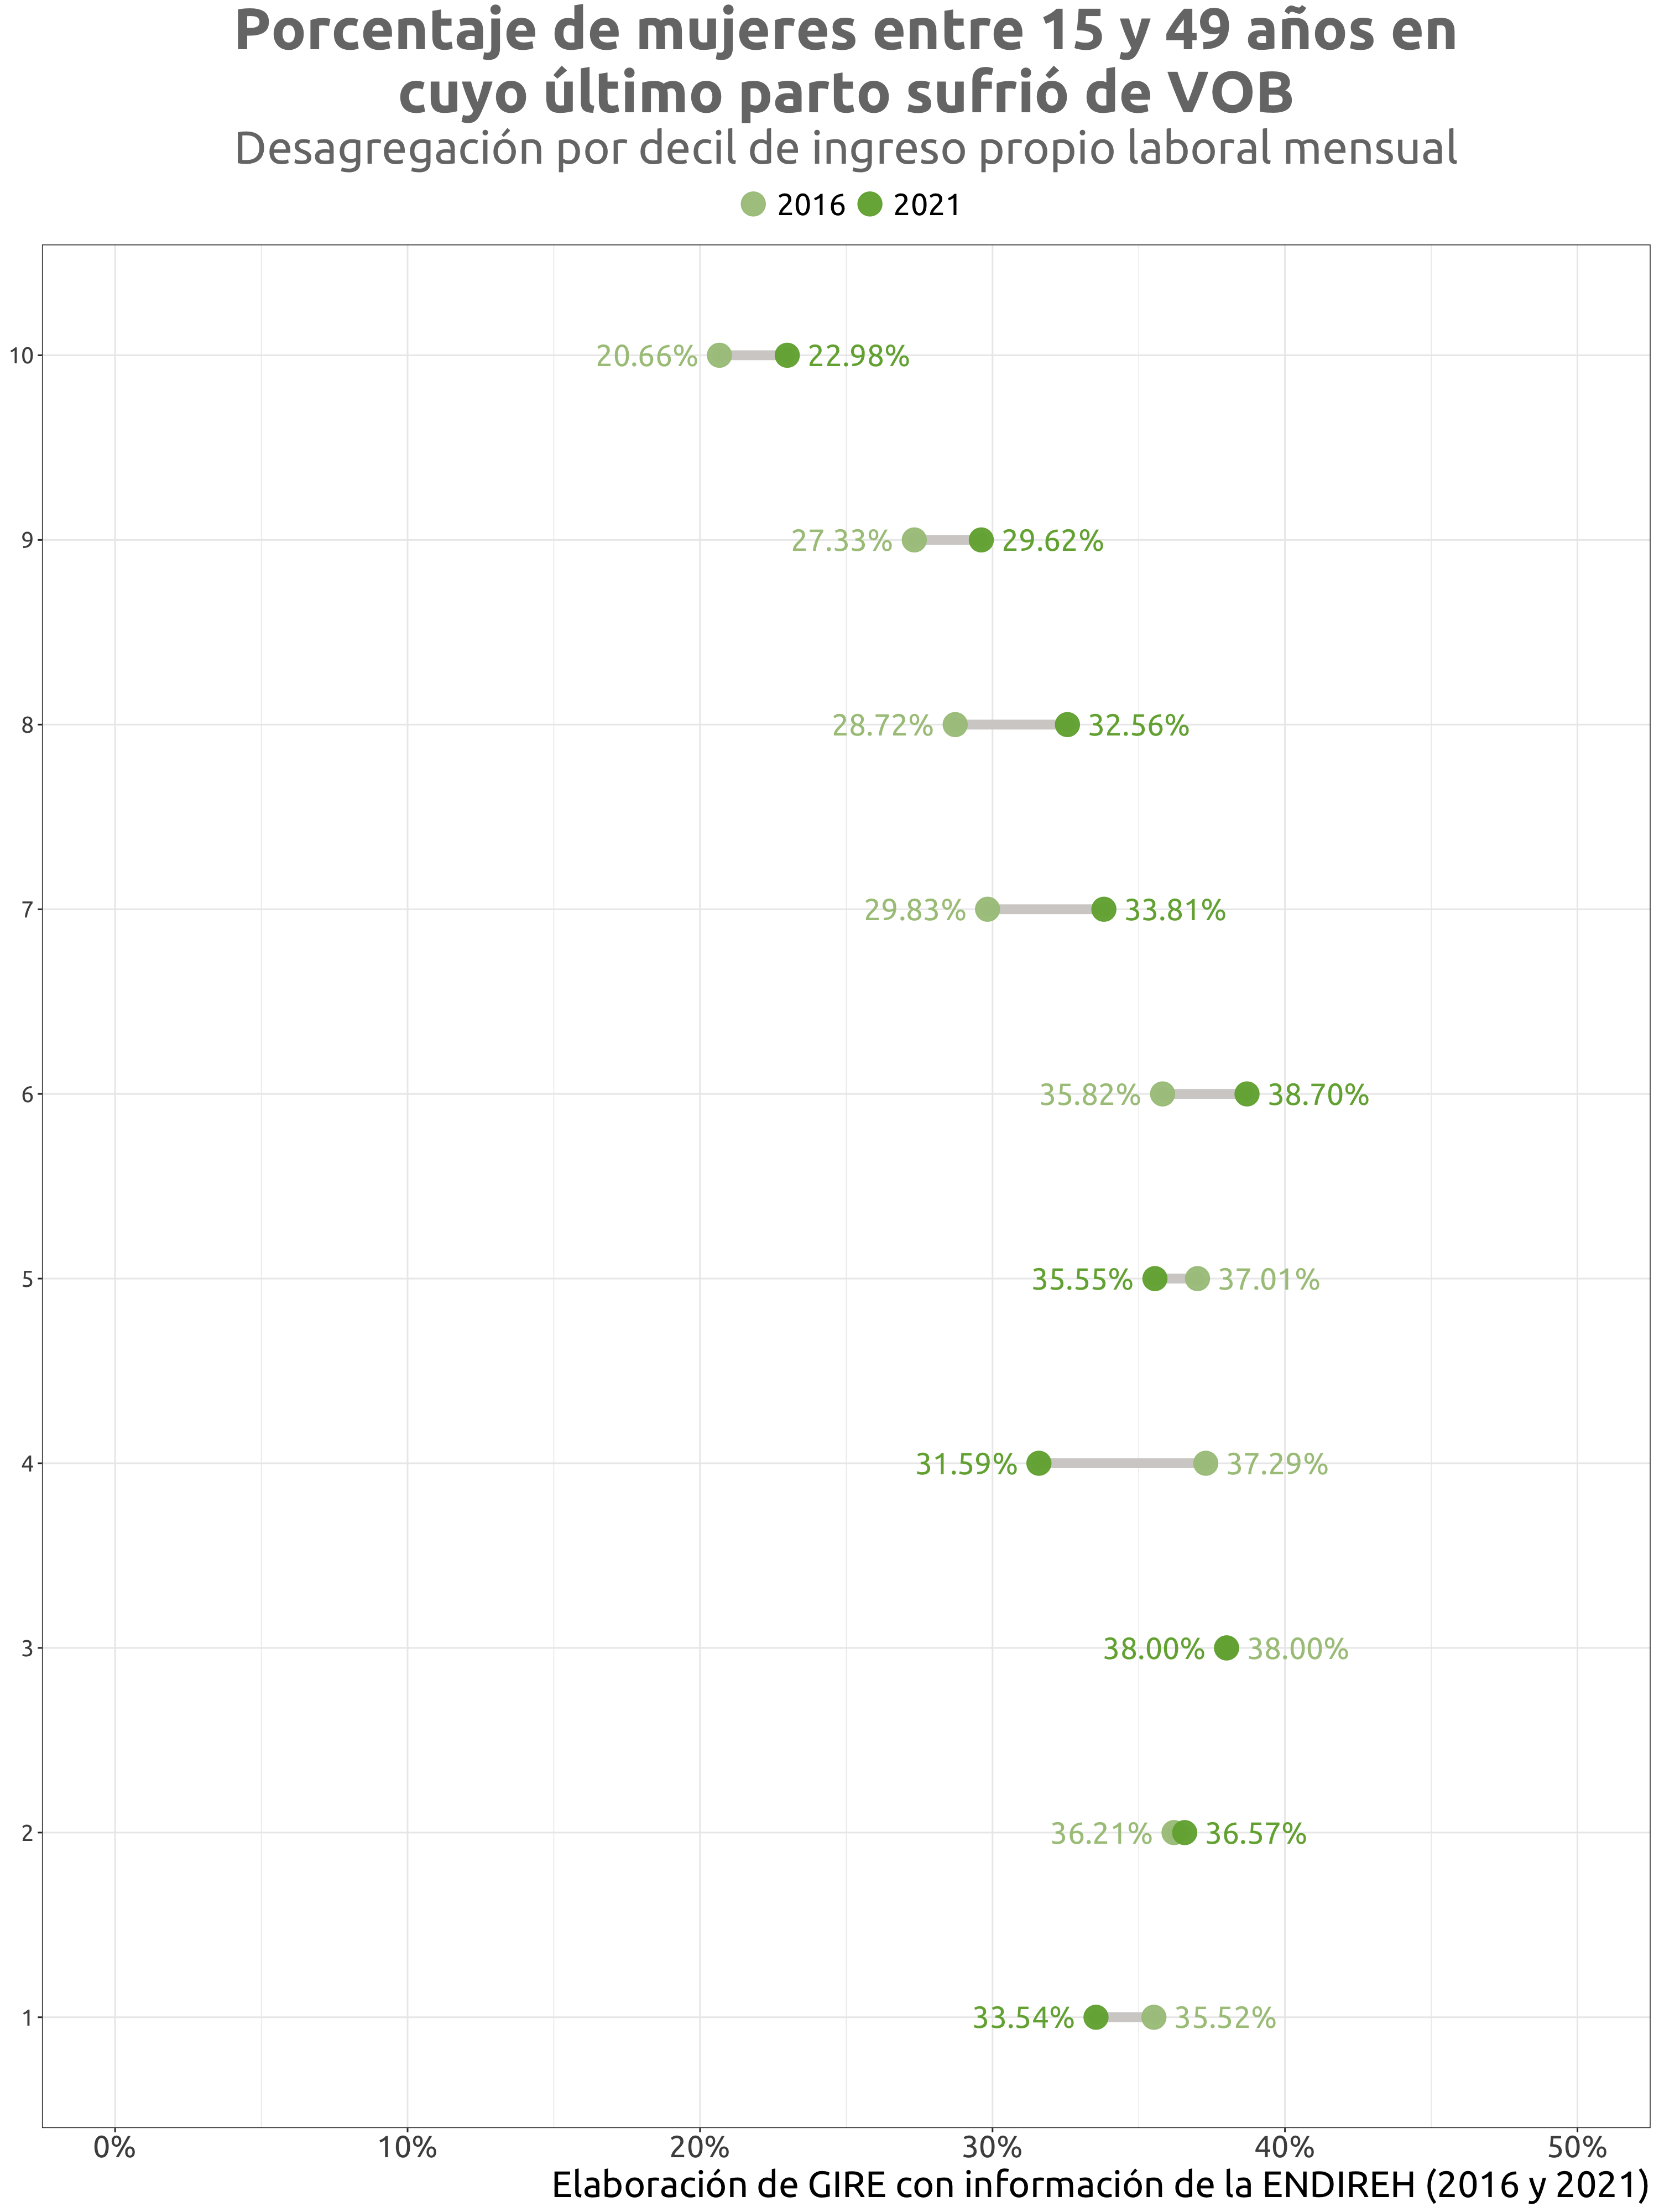 Porcentaje de mujeres entre 15 y 49 años en
cuyo último parto sufrió de VOB
Desagregación por decil de ingreso propio laboral mensual
2016 2021
10 20.66% 22.98%
9 27.33% 29.62%
8 28.72% 32.56%
7 29.83% 33.81%
6 35.82% 38.70%
5 35.55% 37.01%
4 31.59% 37.29%
3 38.00% 38.00%
2 36.21% 36.57%
1 33.54% 35.52%
0% 10% 20% 30% 40% 50%
Elaboración de GIRE con información de la ENDIREH (2016 y 2021)